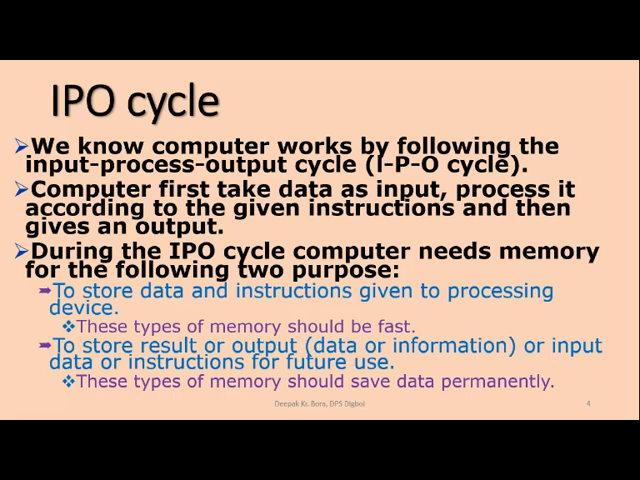 IPO cycle
We know computer works by following the
input-process-output cycle (I-P-O cycle).
Computer first take data as input, process it
according to the given instructions and then
gives an output.
During the IPO cycle computer needs memory
for the following two purpose:
To store data and instructions given to processing
device.
These types of memory should be fast.
To store result or output (data or information) or input
data or instructions for future use.
These types of memory should save data permanently.
Deepak Kr. Bora, DPS Digboi
4